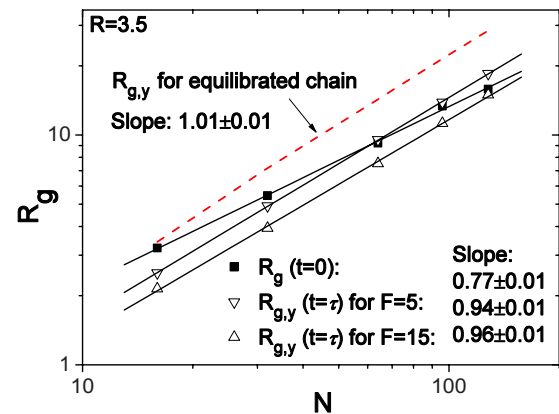 R=3.5
R_g,y for equilibrated chain
Slope: 1.01±0.01
10
R_g
Slope:
R_g (t=0): 0.77±0.01
R_g,y (t=τ) for F=5: 0.94±0.01
R_g,y (t=τ) for F=15: 0.96±0.01
1
10 100
N